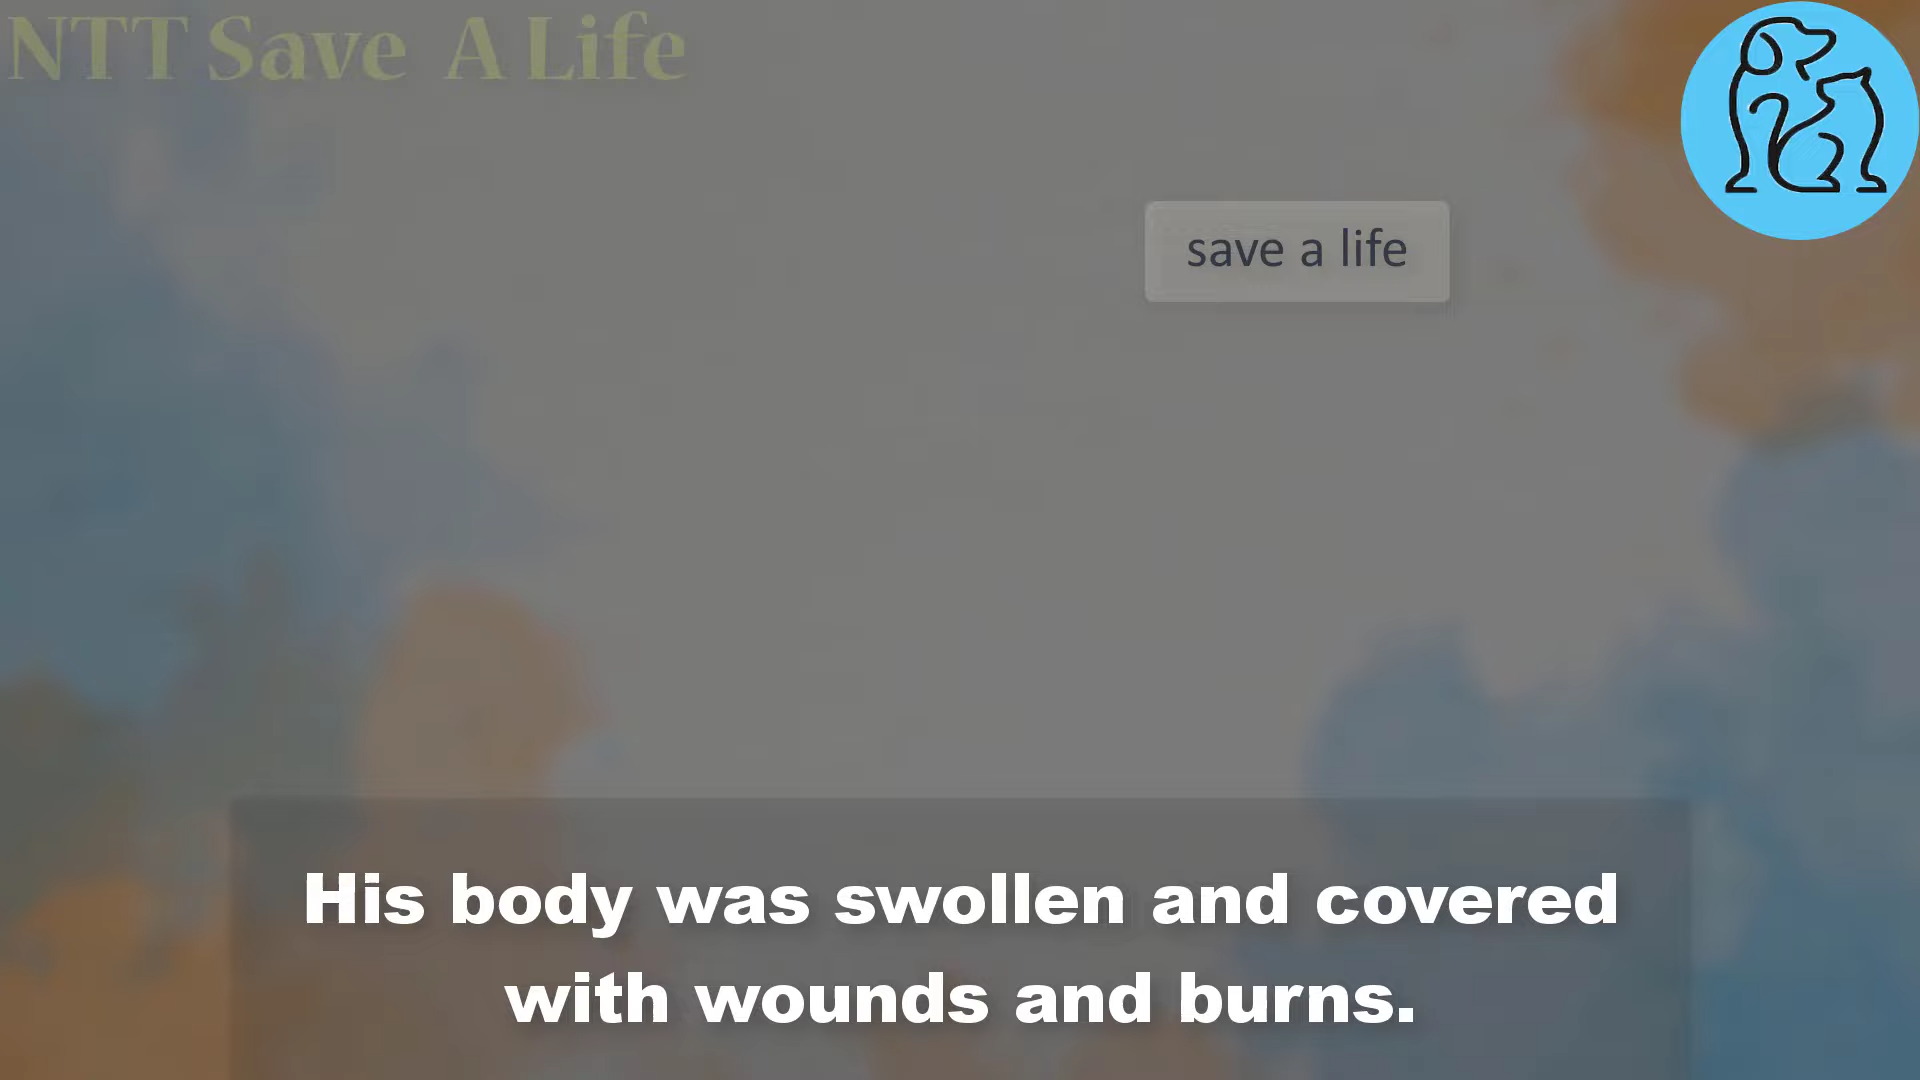 NTT Save A Life
save a life
His body was swollen and covered
with wounds and burns.